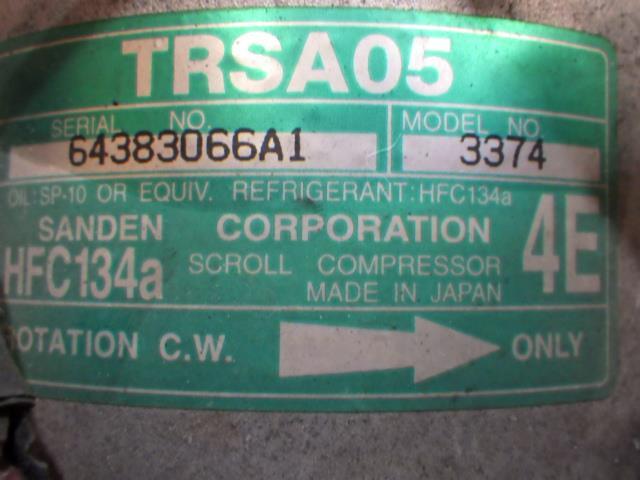 TRSA05
SERIAL NO. MODEL NO.
64383066A1 3374
OIL: SP-10 OR EQUIV. REFRIGERANT: HFC134a
SANDEN CORPORATION 4E
HFC134a SCROLL COMPRESSOR
MADE IN JAPAN
OTATION C.W. ONLY